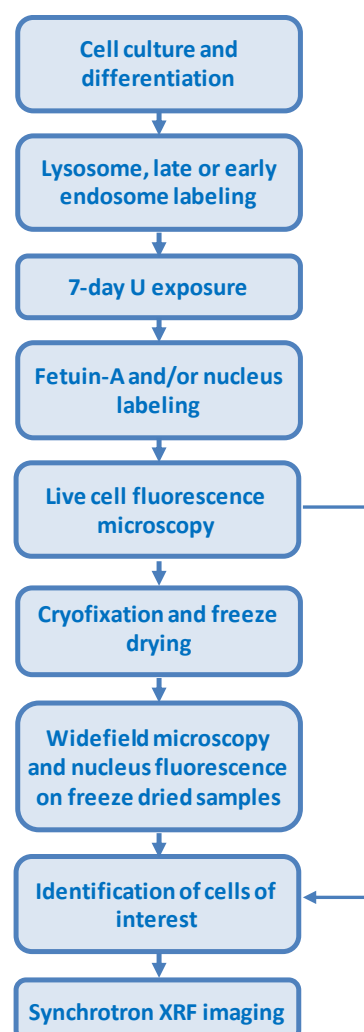 Cell culture and
differentiation
Lysosome, late or early
endosome labeling
7-day U exposure
Fetuin-A and/or nucleus
labeling
Live cell fluorescence
microscopy
Cryofixation and freeze
drying
Widefield microscopy
and nucleus fluorescence
on freeze dried samples
Identification of cells of
interest
Synchrotron XRF imaging